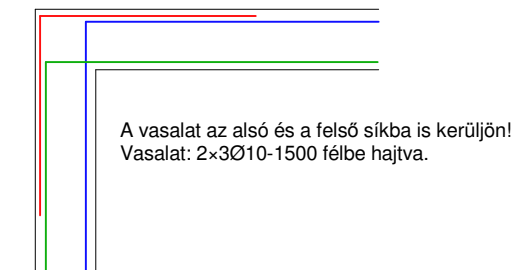 A vasalat az alsó és a felső síkba is kerüljön!
Vasalat: 2×3Ø10-1500 félbe hajtva.